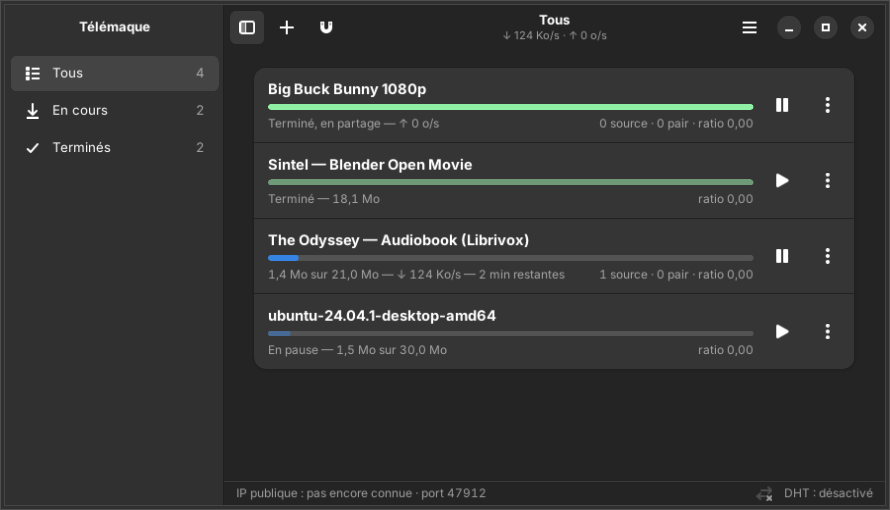 Télémaque
Tous 4
En cours 2
Terminés 2
Tous
↓ 124 Ko/s · ↑ 0 o/s
Big Buck Bunny 1080p
Terminé, en partage — ↑ 0 o/s
0 source · 0 pair · ratio 0,00
Sintel — Blender Open Movie
Terminé — 18,1 Mo
ratio 0,00
The Odyssey — Audiobook (Librivox)
1,4 Mo sur 21,0 Mo — ↓ 124 Ko/s — 2 min restantes
1 source · 0 pair · ratio 0,00
ubuntu-24.04.1-desktop-amd64
En pause — 1,5 Mo sur 30,0 Mo
ratio 0,00
IP publique : pas encore connue · port 47912
DHT : désactivé